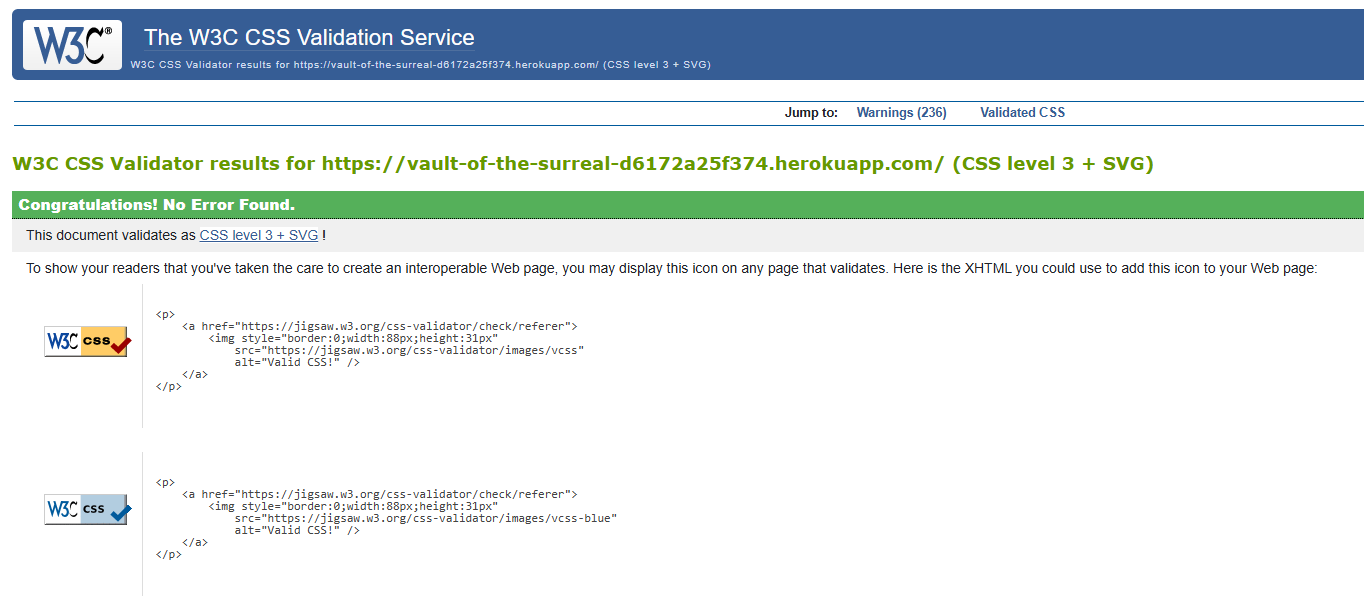 W3C® The W3C CSS Validation Service
W3C CSS Validator results for https://vault-of-the-surreal-d6172a25f374.herokuapp.com/ (CSS level 3 + SVG)
Jump to: Warnings (236) Validated CSS
W3C CSS Validator results for https://vault-of-the-surreal-d6172a25f374.herokuapp.com/ (CSS level 3 + SVG)
Congratulations! No Error Found.
This document validates as CSS level 3 + SVG !
To show your readers that you've taken the care to create an interoperable Web page, you may display this icon on any page that validates. Here is the XHTML you could use to add this icon to your Web page:
W3C css
<p>
<a href="https://jigsaw.w3.org/css-validator/check/referer">
<img style="border:0;width:88px;height:31px"
src="https://jigsaw.w3.org/css-validator/images/vcss"
alt="Valid CSS!" />
</a>
</p>
W3C css
<p>
<a href="https://jigsaw.w3.org/css-validator/check/referer">
<img style="border:0;width:88px;height:31px"
src="https://jigsaw.w3.org/css-validator/images/vcss-blue"
alt="Valid CSS!" />
</a>
</p>